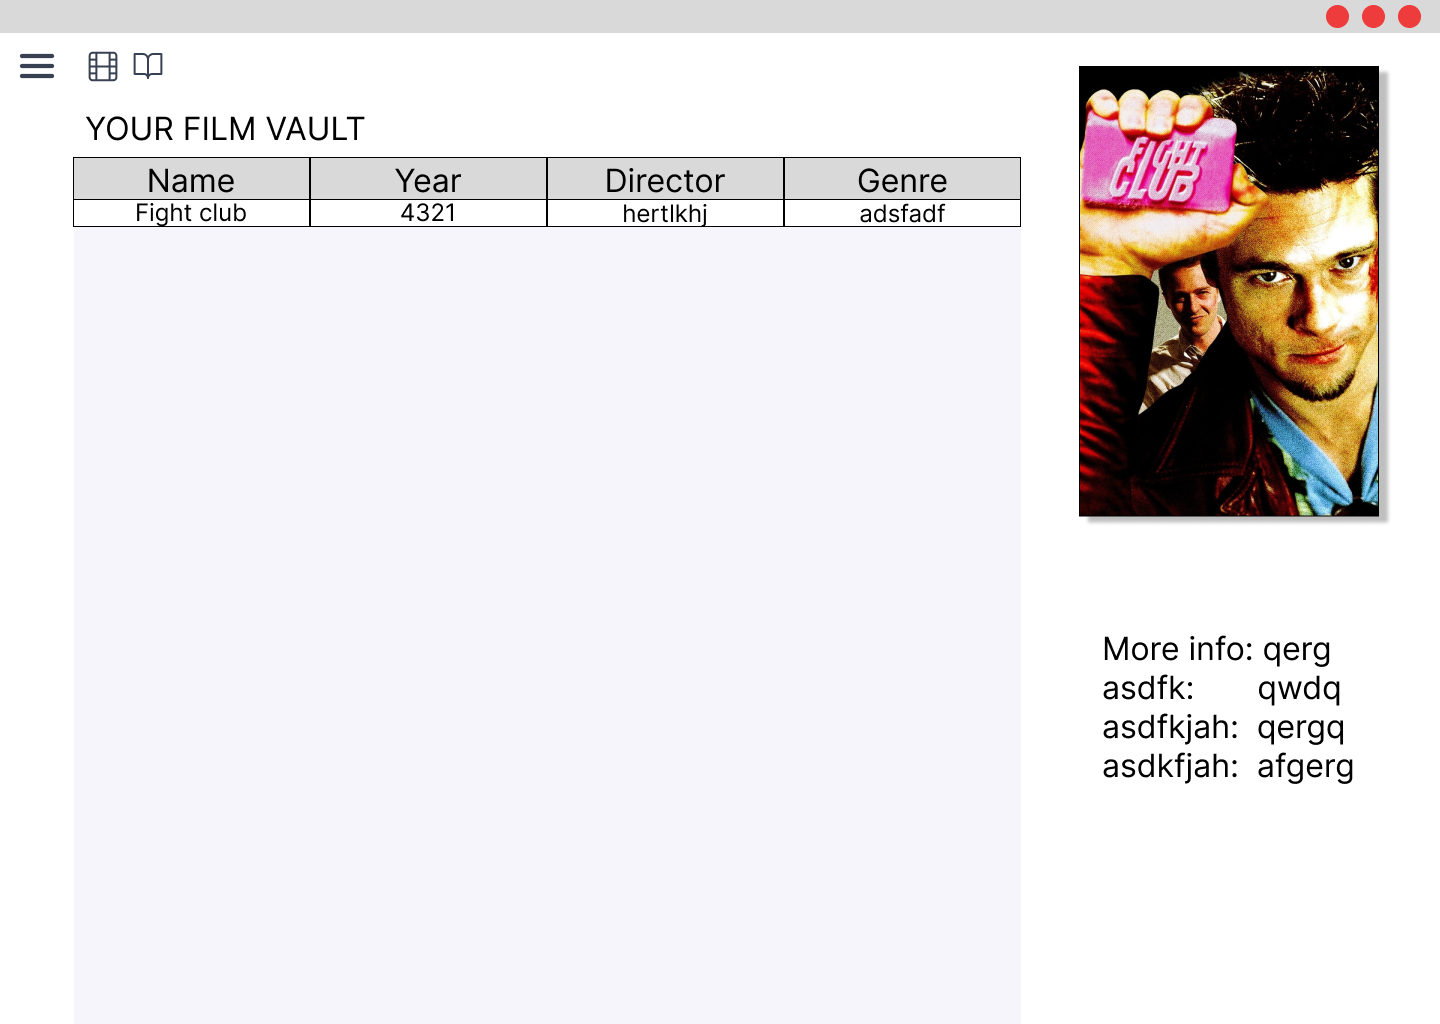 YOUR FILM VAULT
Name Year Director Genre
Fight club 4321 hertlkhj adsfadf
FIGHT
CLUB
More info: qerg
asdfk: qwdq
asdfkjah: qergq
asdkfjah: afgerg